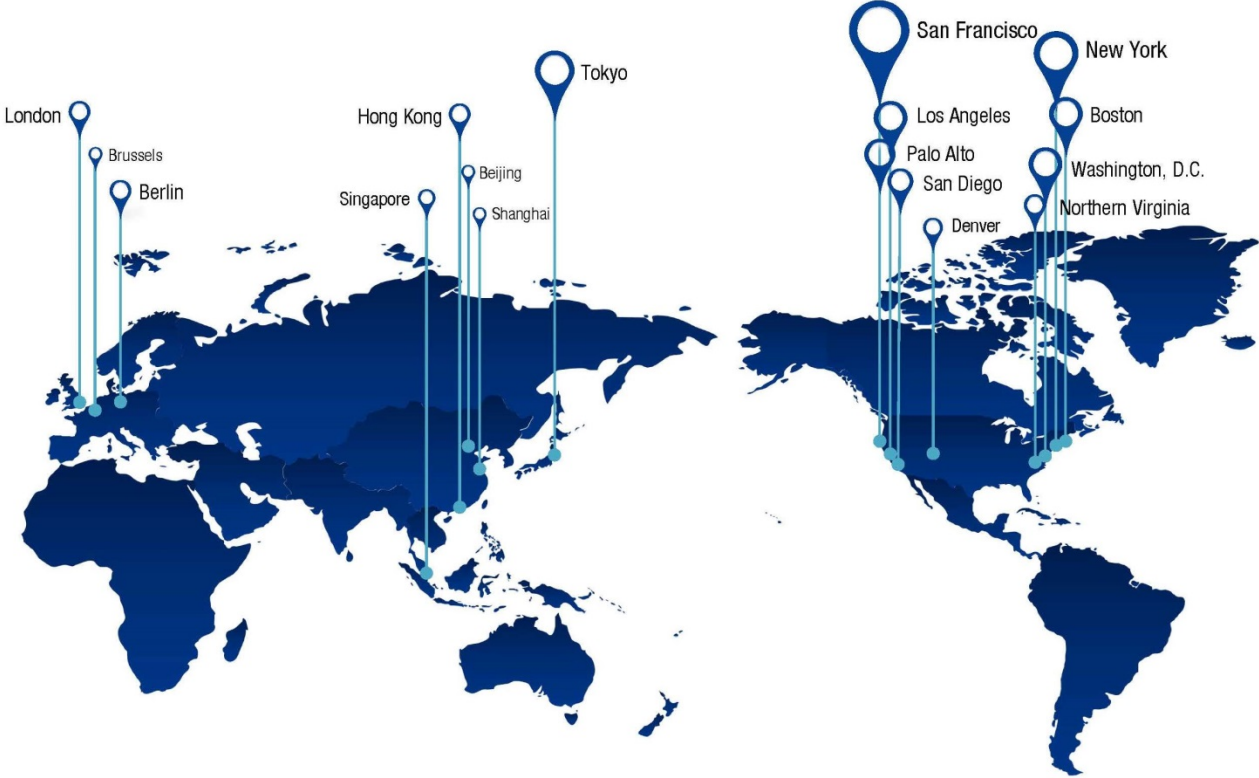 San Francisco
New York
Tokyo
London
Hong Kong
Los Angeles
Boston
Brussels
Palo Alto
Beijing
Washington, D.C.
Berlin
San Diego
Singapore
Shanghai
Northern Virginia
Denver